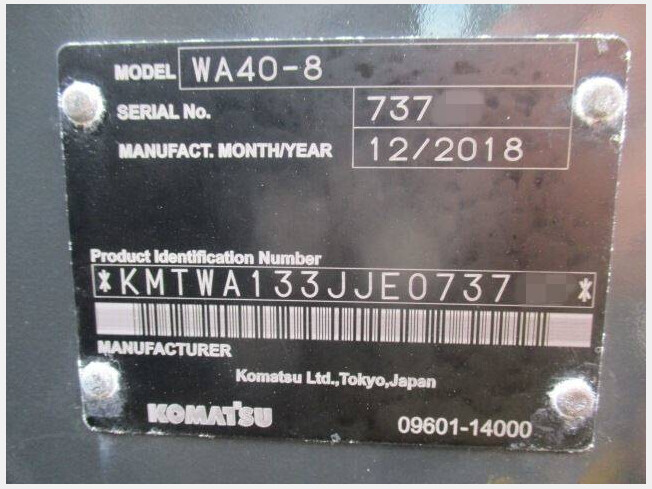 MODEL WA40-8
SERIAL No. 737
MANUFACT. MONTH/YEAR 12/2018
Product Identification Number
*KMTWA133JJE0737 *
MANUFACTURER
Komatsu Ltd.,Tokyo,Japan
KOMATSU 09601-14000